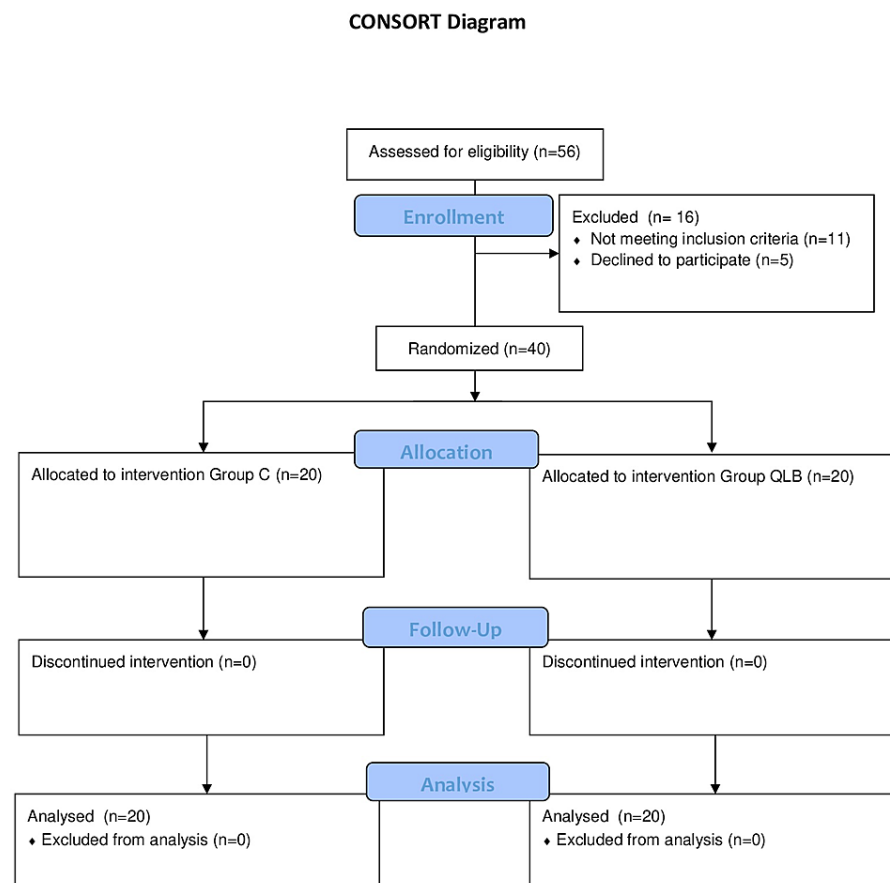 CONSORT Diagram
Assessed for eligibility (n=56)
Enrollment
Excluded (n= 16)
♦ Not meeting inclusion criteria (n=11)
♦ Declined to participate (n=5)
Randomized (n=40)
Allocation
Allocated to intervention Group C (n=20)
Allocated to intervention Group QLB (n=20)
Follow-Up
Discontinued intervention (n=0)
Discontinued intervention (n=0)
Analysis
Analysed (n=20)
♦ Excluded from analysis (n=0)
Analysed (n=20)
♦ Excluded from analysis (n=0)